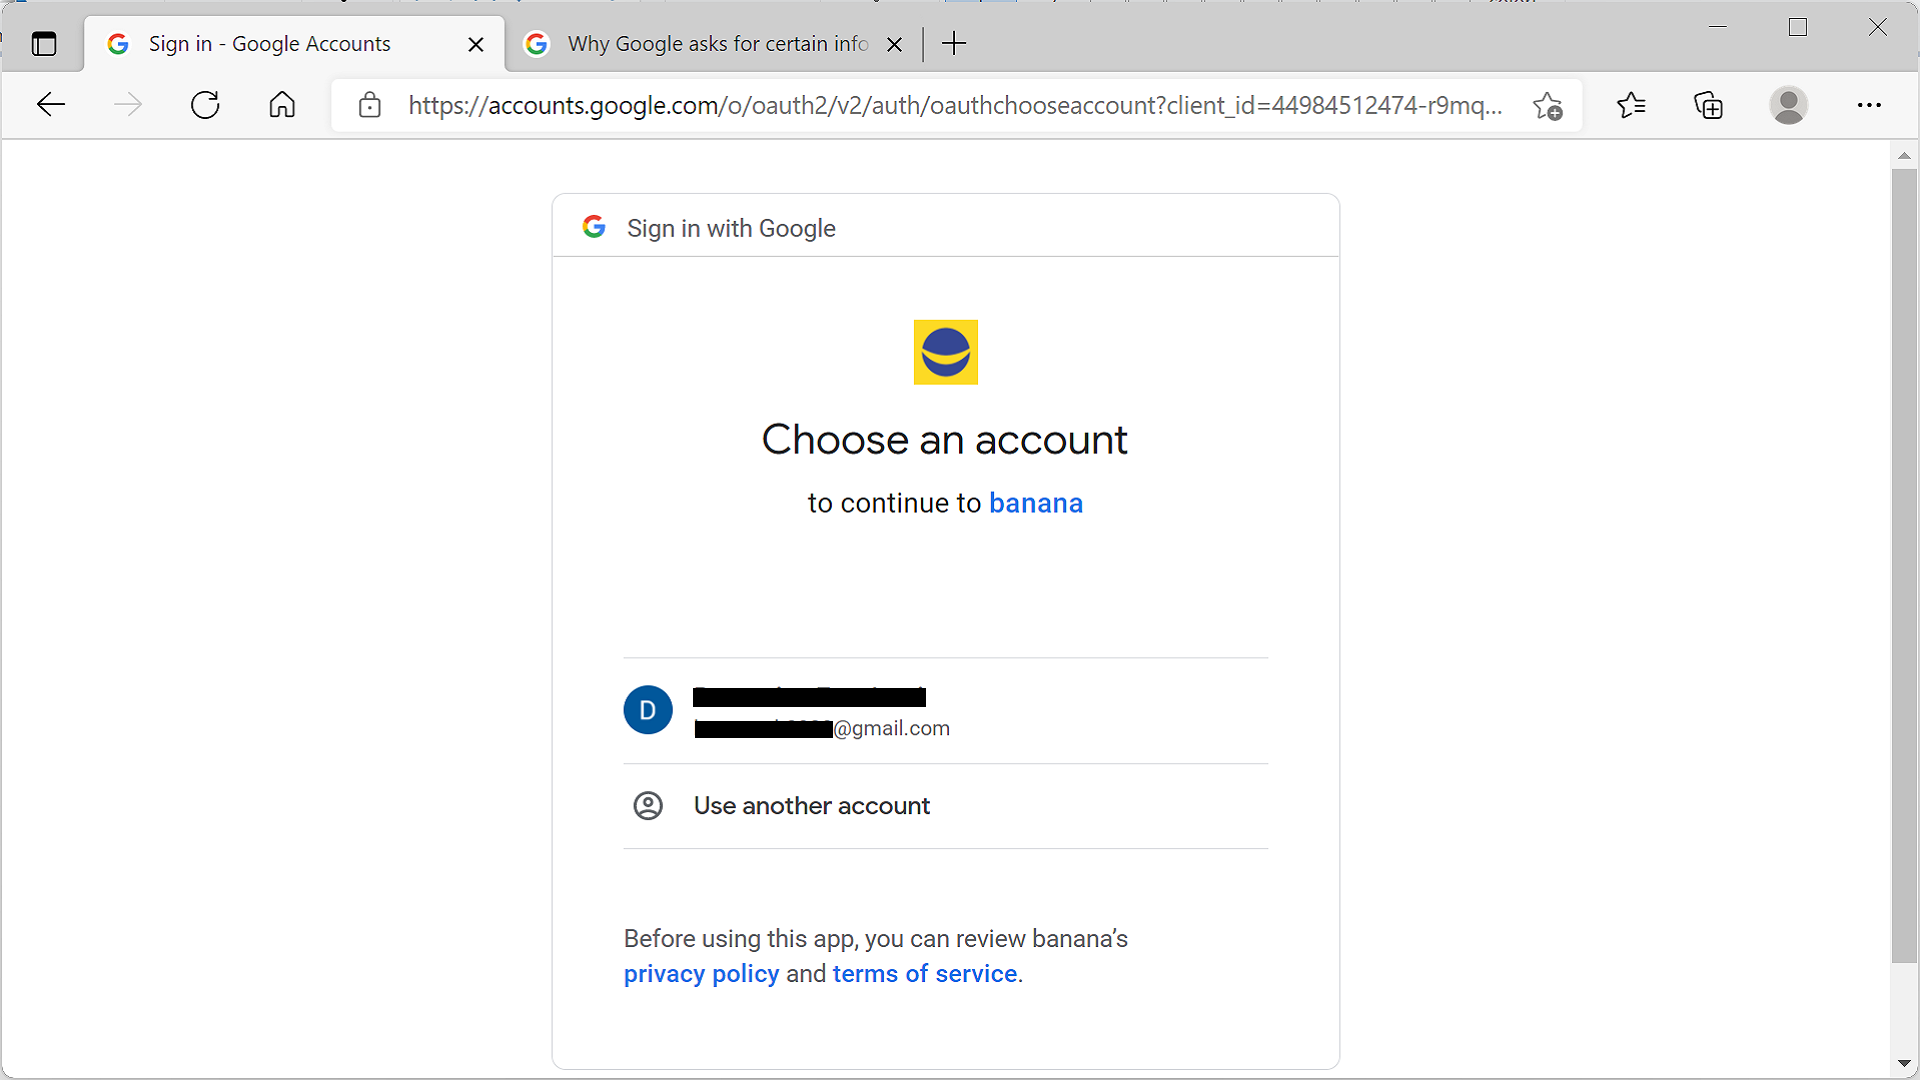 Sign in - Google Accounts
Why Google asks for certain info
https://accounts.google.com/o/oauth2/v2/auth/oauthchooseaccount?client_id=44984512474-r9mq...
Sign in with Google
Choose an account
to continue to banana
D
@gmail.com
Use another account
Before using this app, you can review banana’s
privacy policy and terms of service.